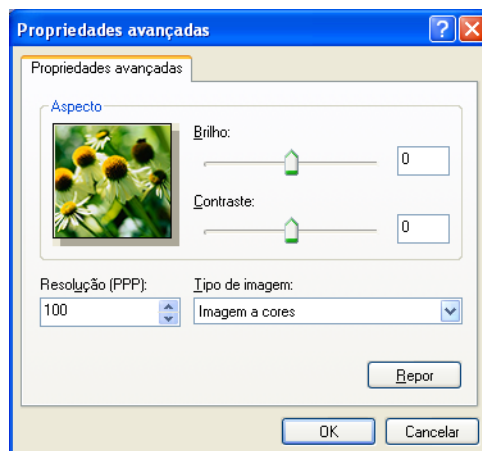 Propriedades avançadas
Propriedades avançadas
Aspecto
Brilho:
0
Contraste:
0
Resolução (PPP):
Tipo de imagem:
100
Imagem a cores
Repor
OK
Cancelar